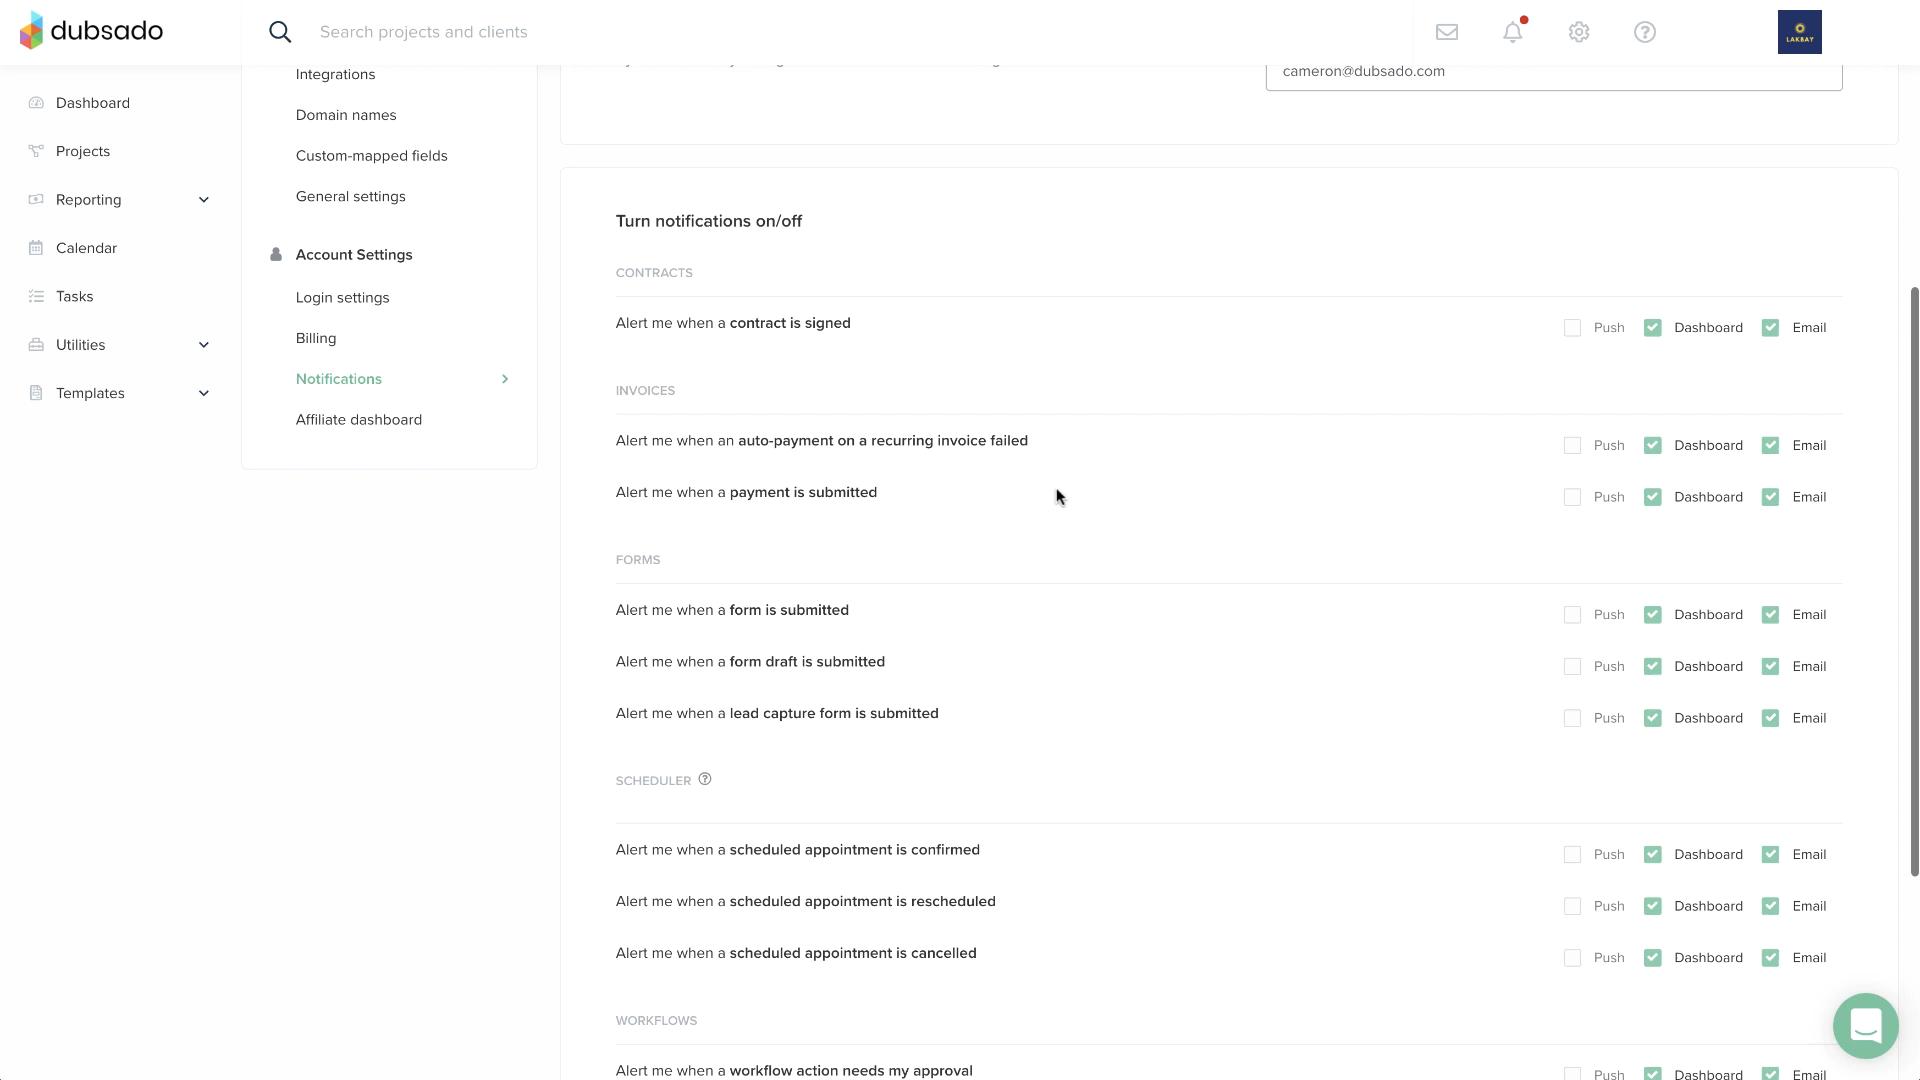 dubsado
Search projects and clients
LAKBAY
Dashboard
Projects
Reporting
Calendar
Tasks
Utilities
Templates
Integrations
Domain names
Custom-mapped fields
General settings
Account Settings
Login settings
Billing
Notifications
Affiliate dashboard
cameron@dubsado.com
Turn notifications on/off
CONTRACTS
Alert me when a contract is signed Push Dashboard Email
INVOICES
Alert me when an auto-payment on a recurring invoice failed Push Dashboard Email
Alert me when a payment is submitted Push Dashboard Email
FORMS
Alert me when a form is submitted Push Dashboard Email
Alert me when a form draft is submitted Push Dashboard Email
Alert me when a lead capture form is submitted Push Dashboard Email
SCHEDULER ?
Alert me when a scheduled appointment is confirmed Push Dashboard Email
Alert me when a scheduled appointment is rescheduled Push Dashboard Email
Alert me when a scheduled appointment is cancelled Push Dashboard Email
WORKFLOWS
Alert me when a workflow action needs my approval Push Dashboard Email